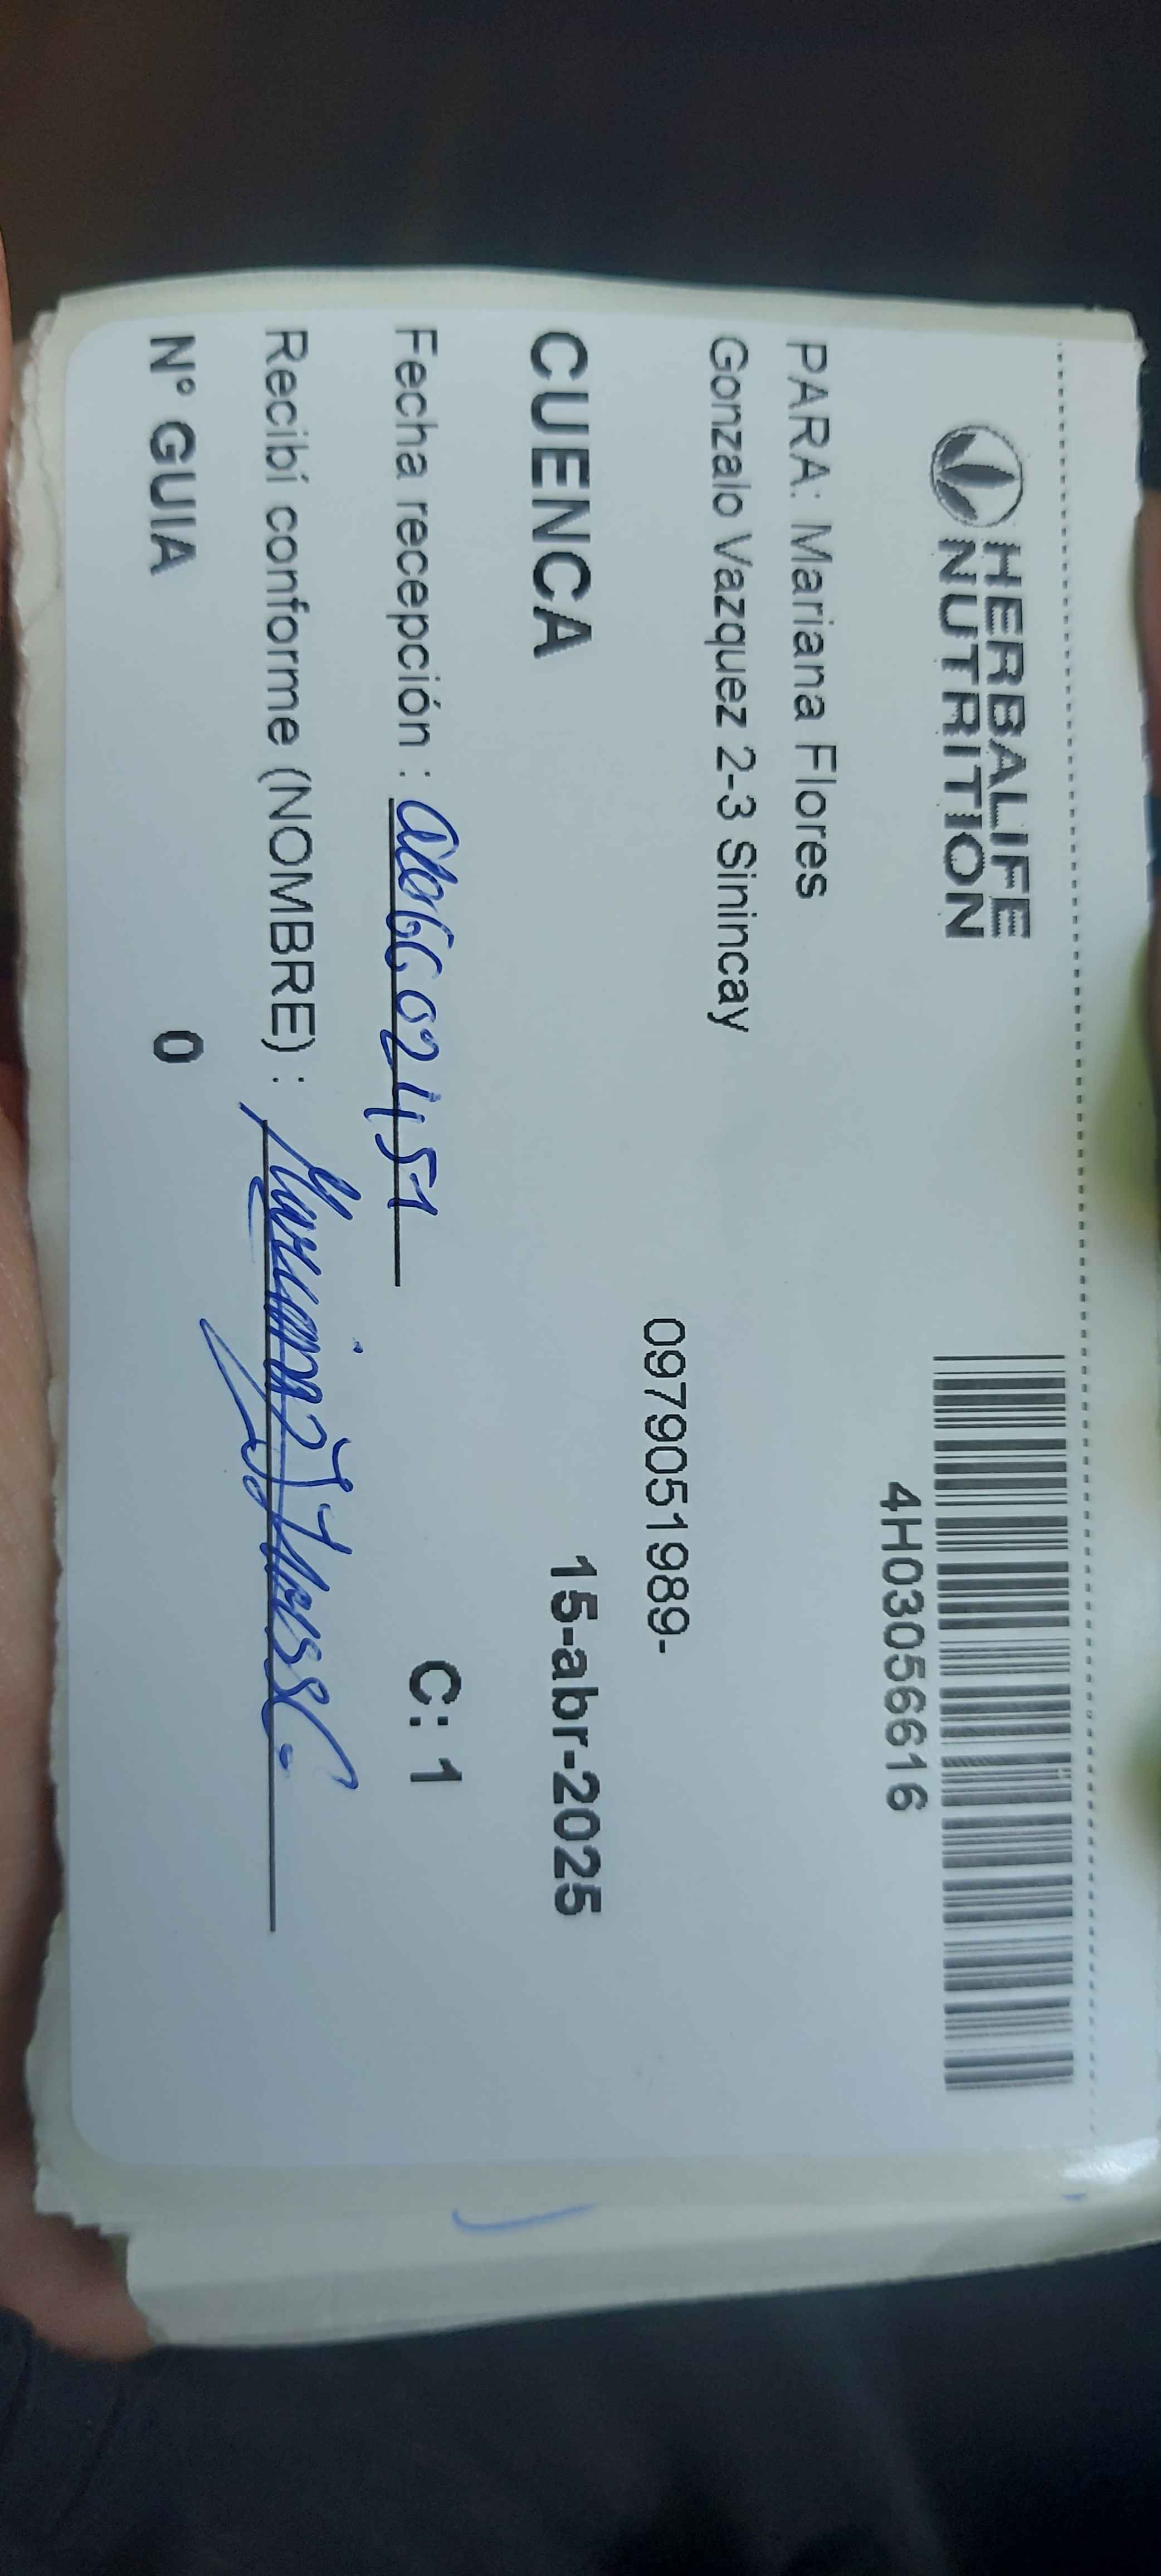 HERBALIFE
NUTRITION
4H03056616
PARA: Mariana Flores
Gonzalo Vazquez 2-3 Sinincay
0979051989-
CUENCA
15-abr-2025
Fecha recepción :
C: 1
Recibí conforme (NOMBRE) : Mariana
N° GUIA 0